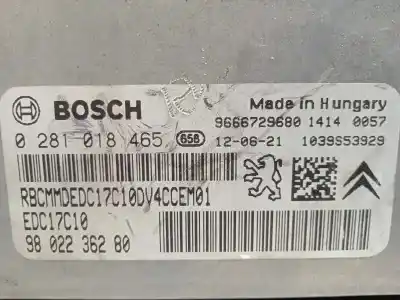 BOSCH
Made in Hungary
9666729680 1414 0057
0 281 018 465 658 12-06-21 1039S53929
RBCMMDEDC17C10DV4CCEM01
EDC17C10
98 022 362 80